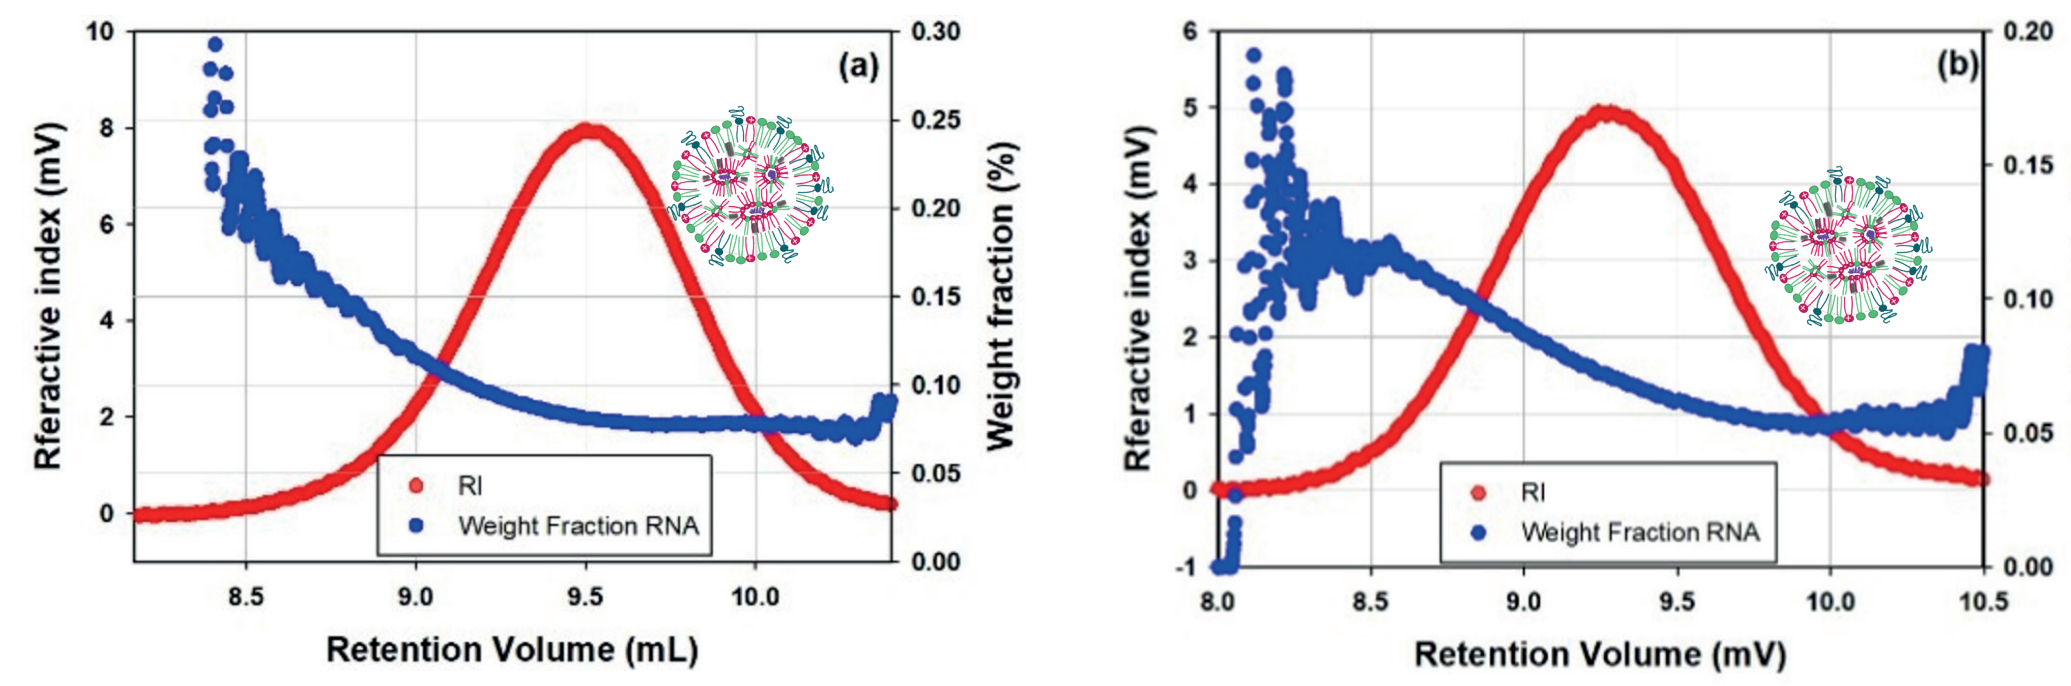 (a)
Rferactive index (mV)
10
8
6
4
2
0
0.30
0.25
0.20
0.15
0.10
0.05
0.00
Weight fraction (%)
RI
Weight Fraction RNA
8.5 9.0 9.5 10.0
Retention Volume (mL)
(b)
Rferactive index (mV)
6
5
4
3
2
1
0
-1
0.20
0.15
0.10
0.05
0.00
RI
Weight Fraction RNA
8.0 8.5 9.0 9.5 10.0 10.5
Retention Volume (mV)